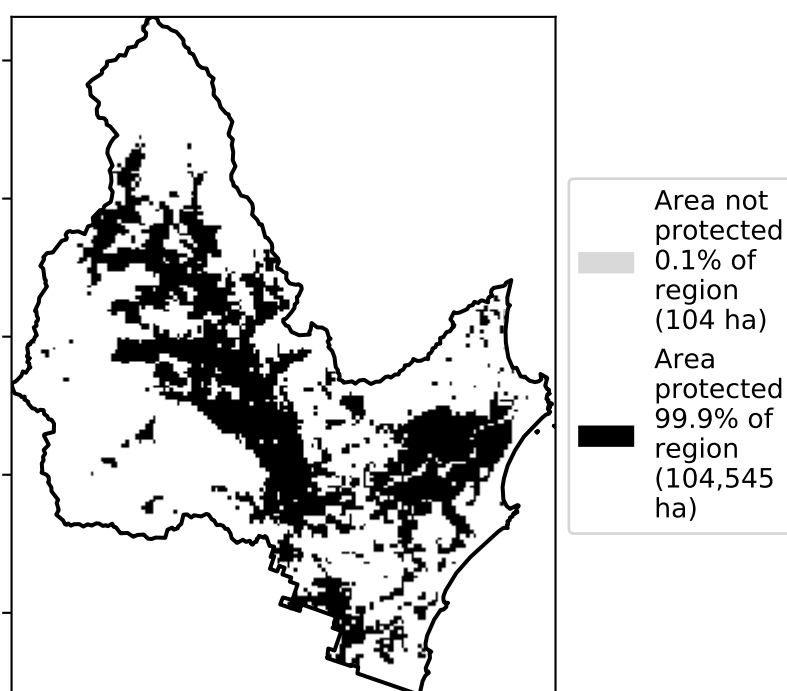 Area not
protected
0.1% of
region
(104 ha)
Area
protected
99.9% of
region
(104,545
ha)